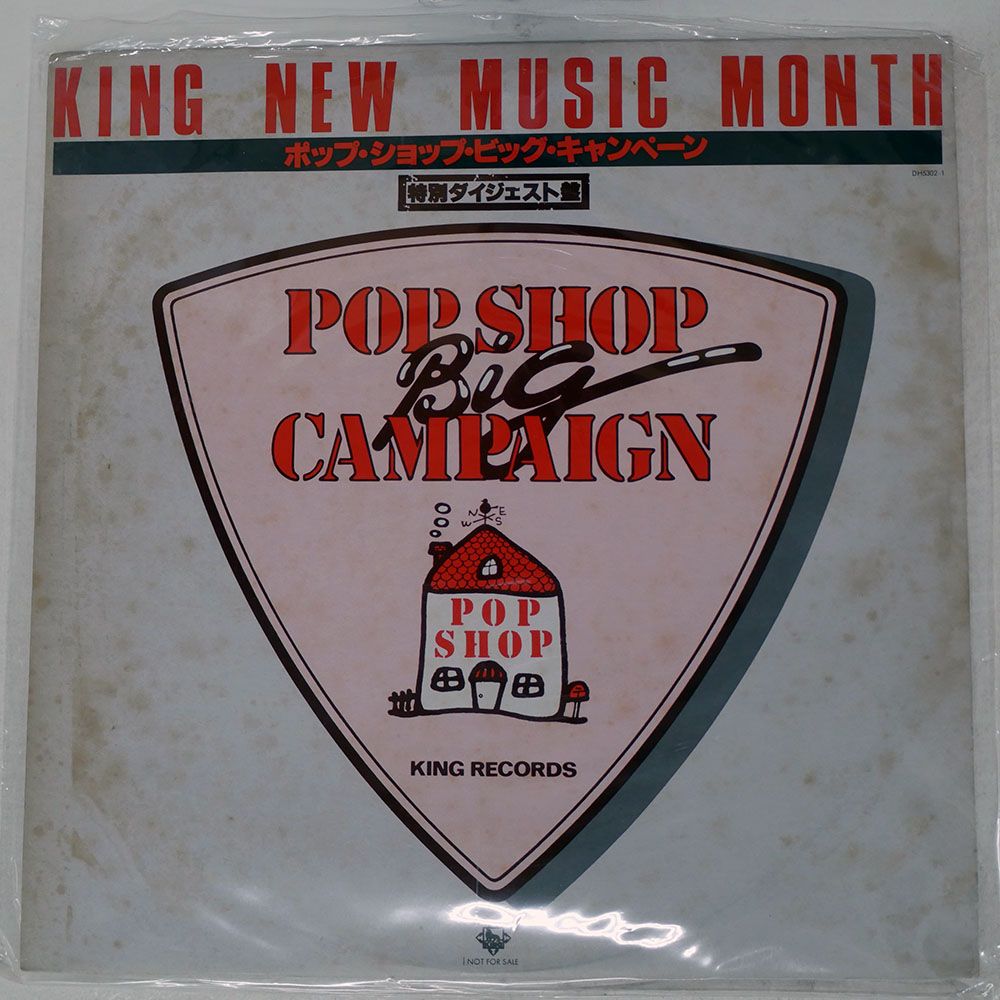 KING NEW MUSIC MONTH
ポップ・ショップ・ビッグ・キャンペーン
DH5302-1
特別ダイジェスト盤
POP SHOP
Big
CAMPAIGN
N E
W S
POP
SHOP
KING RECORDS
NOT FOR SALE